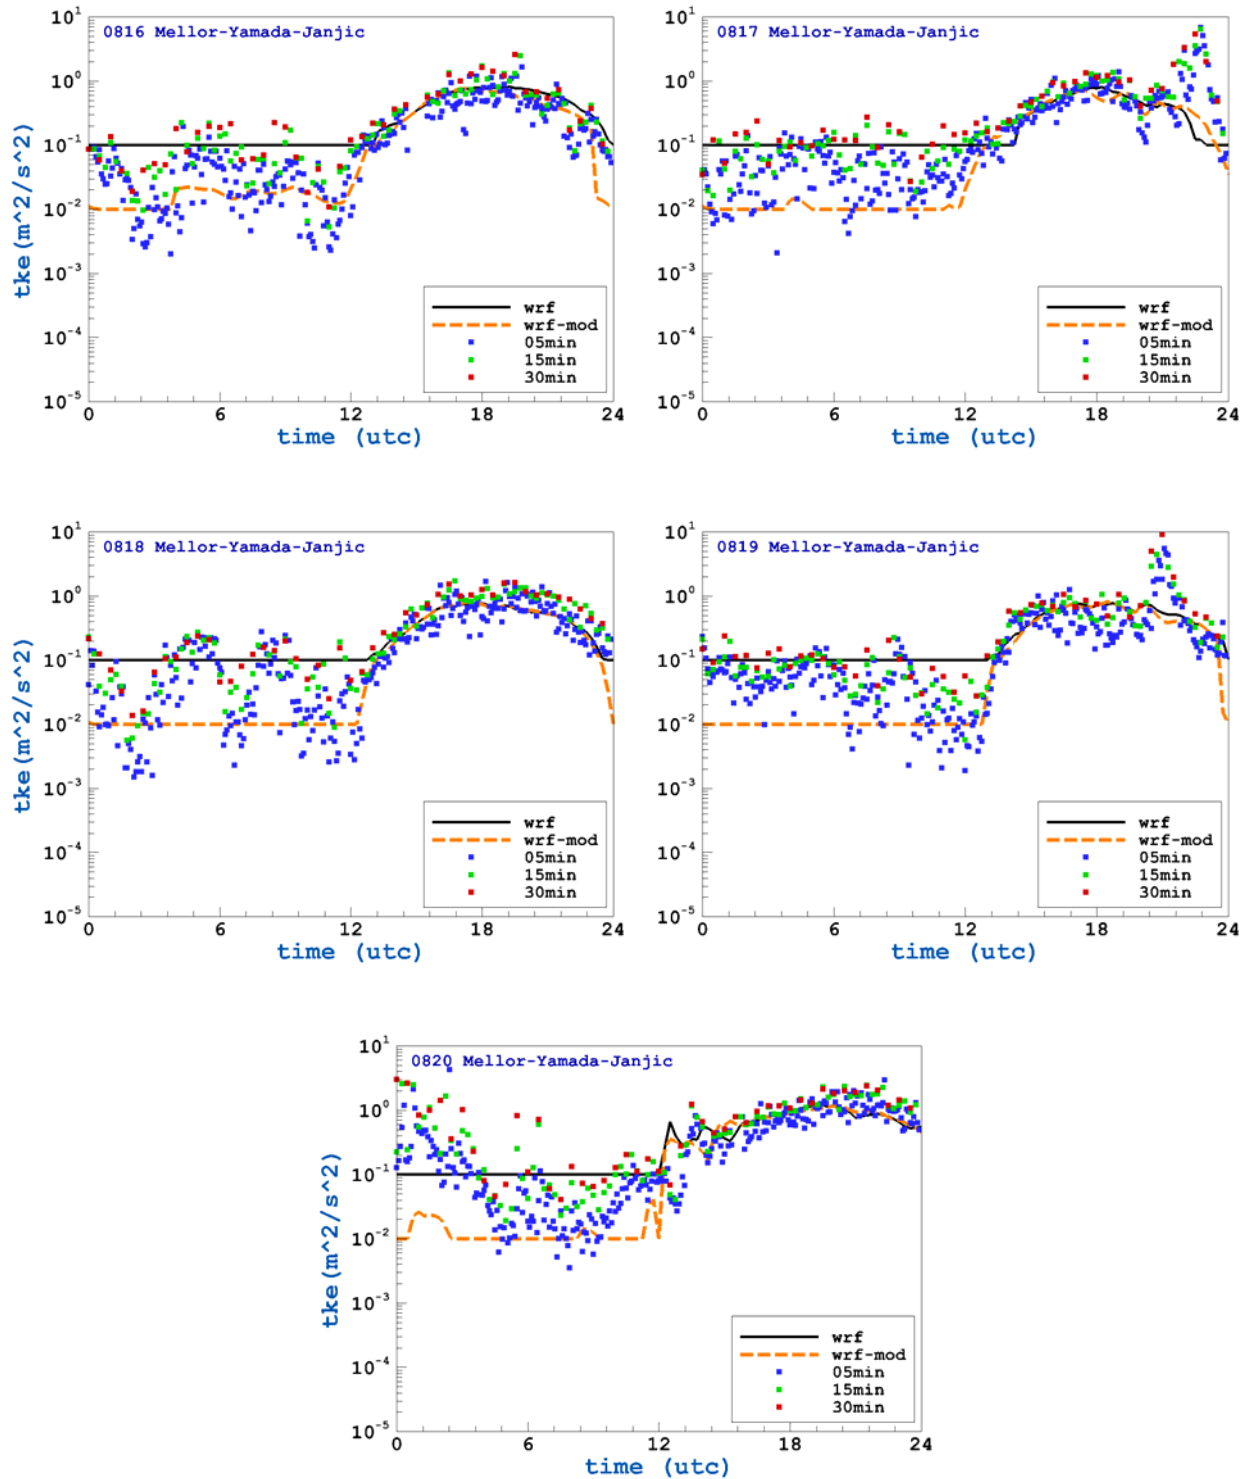 0816 Mellor-Yamada-Janjic
tke(m^2/s^2)
10^1
10^0
10^-1
10^-2
10^-3
10^-4
10^-5
wrf
wrf-mod
05min
15min
30min
0 6 12 18 24
time (utc)
0817 Mellor-Yamada-Janjic
10^1
10^0
10^-1
10^-2
10^-3
10^-4
10^-5
wrf
wrf-mod
05min
15min
30min
0 6 12 18 24
time (utc)
0818 Mellor-Yamada-Janjic
tke(m^2/s^2)
10^1
10^0
10^-1
10^-2
10^-3
10^-4
10^-5
wrf
wrf-mod
05min
15min
30min
0 6 12 18 24
time (utc)
0819 Mellor-Yamada-Janjic
10^1
10^0
10^-1
10^-2
10^-3
10^-4
10^-5
wrf
wrf-mod
05min
15min
30min
0 6 12 18 24
time (utc)
0820 Mellor-Yamada-Janjic
tke(m^2/s^2)
10^1
10^0
10^-1
10^-2
10^-3
10^-4
10^-5
wrf
wrf-mod
05min
15min
30min
0 6 12 18 24
time (utc)